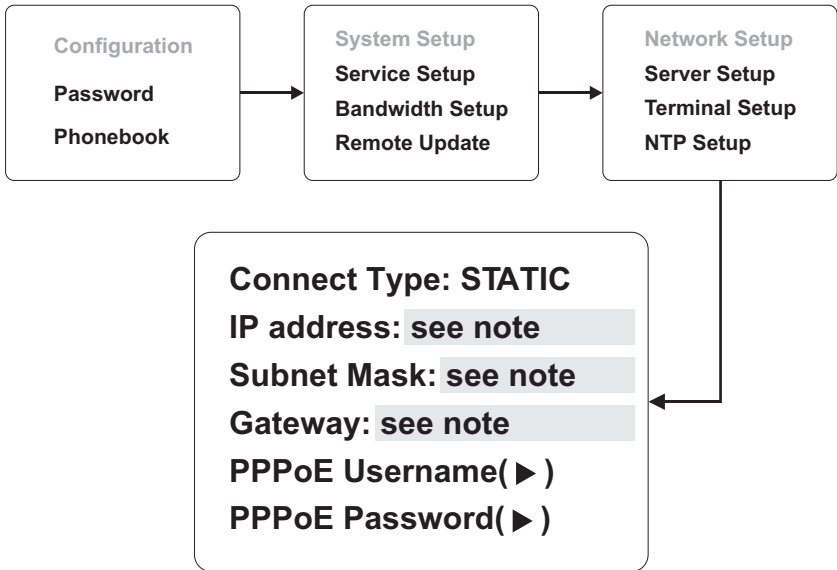 Configuration
Password
Phonebook
System Setup
Service Setup
Bandwidth Setup
Remote Update
Network Setup
Server Setup
Terminal Setup
NTP Setup
Connect Type: STATIC
IP address: see note
Subnet Mask: see note
Gateway: see note
PPPoE Username(▶)
PPPoE Password(▶)